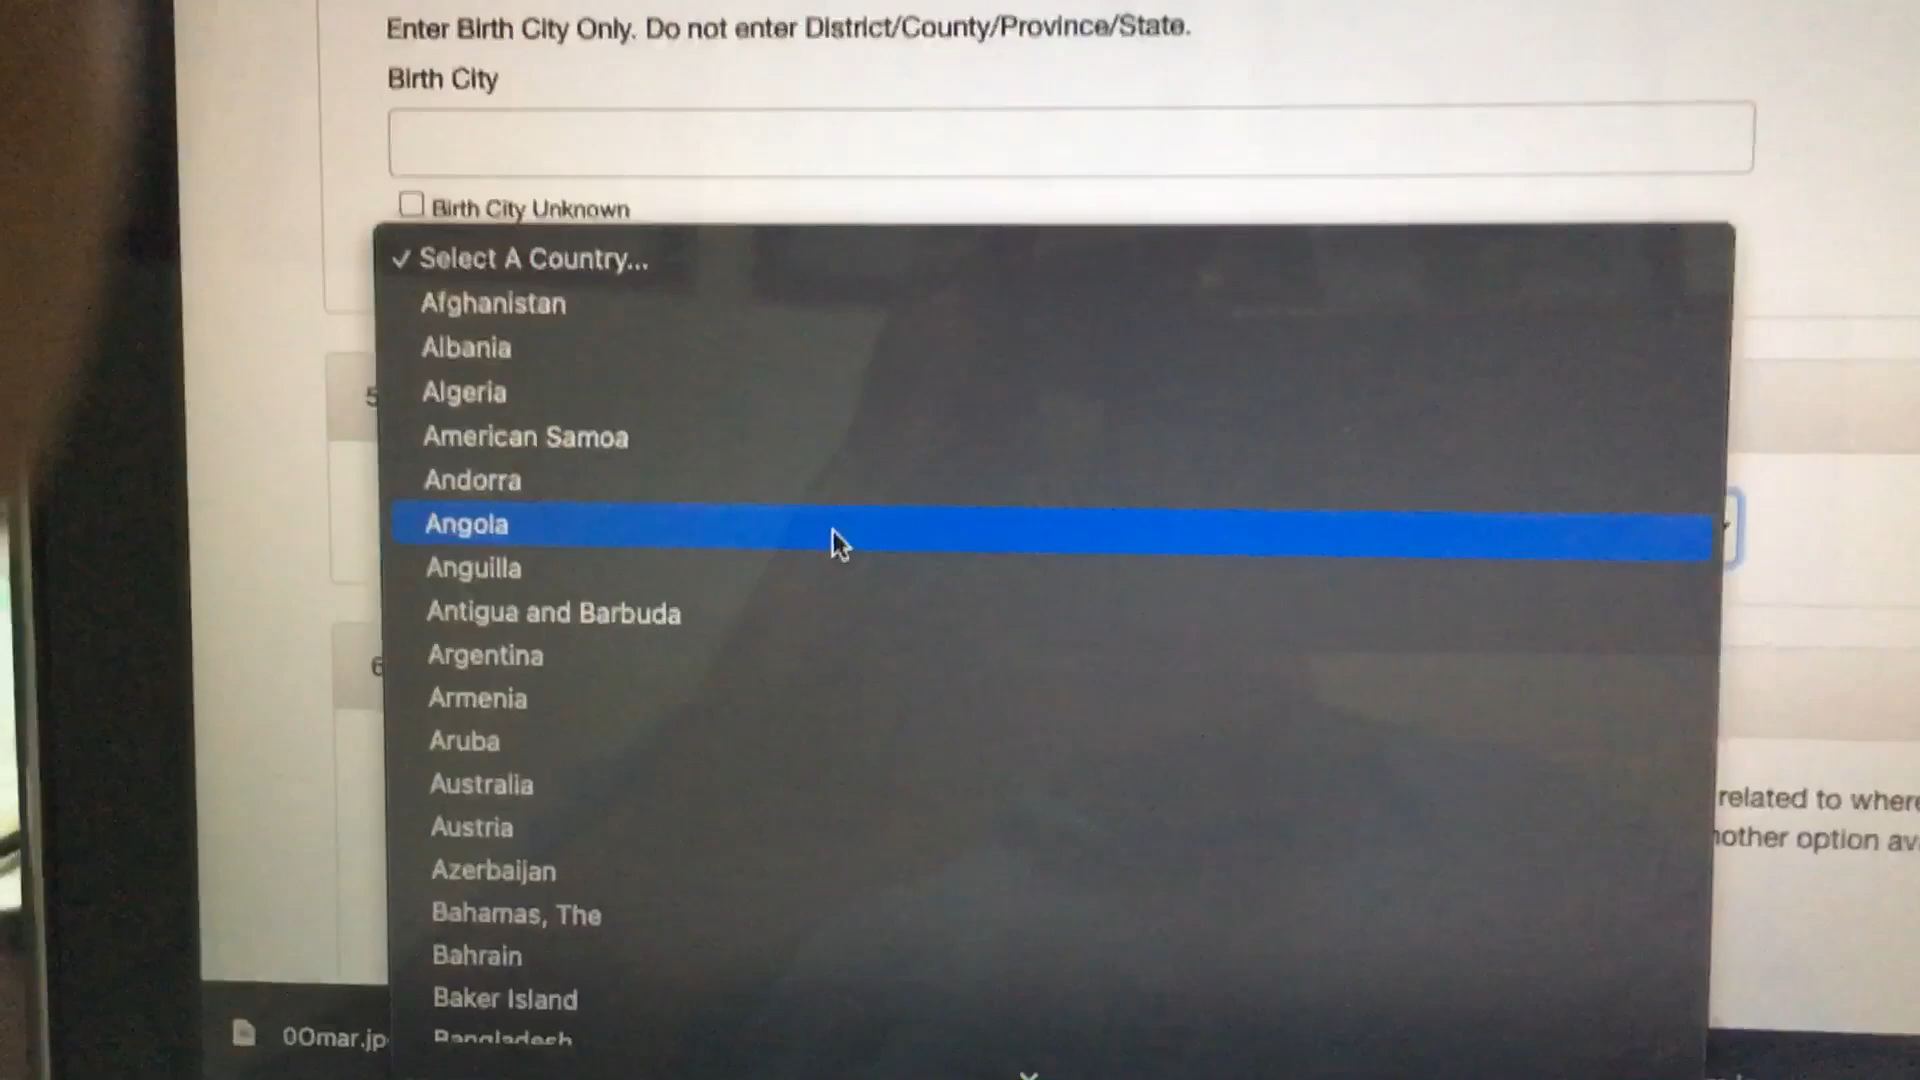 Enter Birth City Only. Do not enter District/County/Province/State.
Birth City
Birth City Unknown
✓ Select A Country...
Afghanistan
Albania
Algeria
5
American Samoa
Andorra
Angola
Anguilla
Antigua and Barbuda
Argentina
6
Armenia
Aruba
Australia
related to where
Austria
other option av
Azerbaijan
Bahamas, The
Bahrain
Baker Island
Bangladesh
0Omar.jp